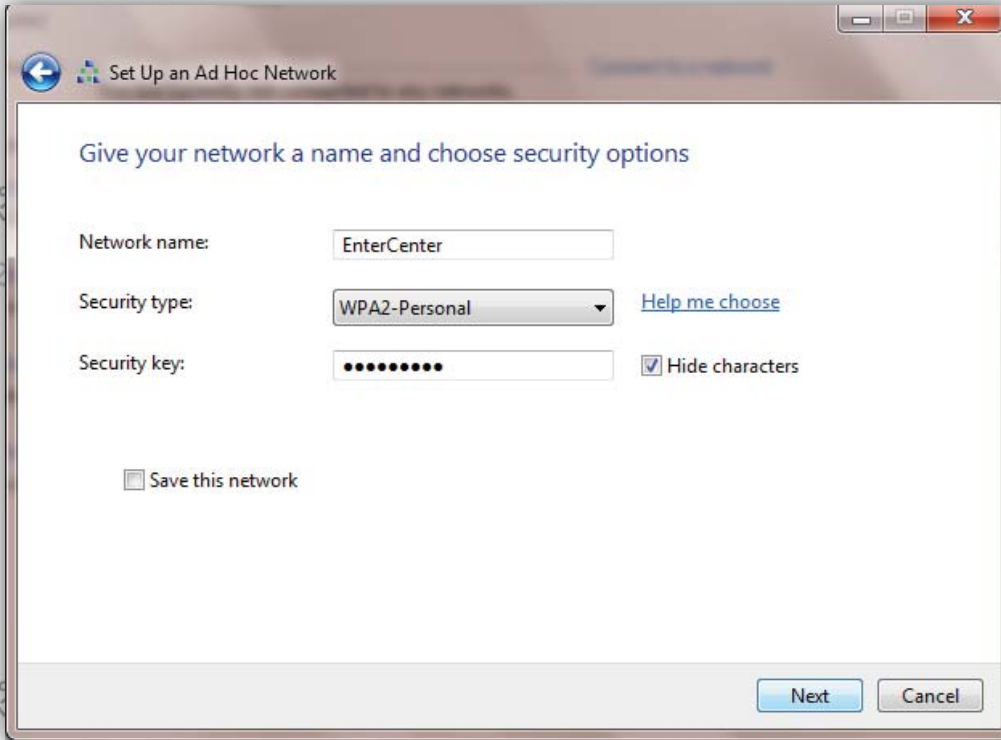 Set Up an Ad Hoc Network
Give your network a name and choose security options
Network name:
EnterCenter
Security type:
WPA2-Personal
Help me choose
Security key:
●●●●●●●●●
Hide characters
Save this network
Next
Cancel